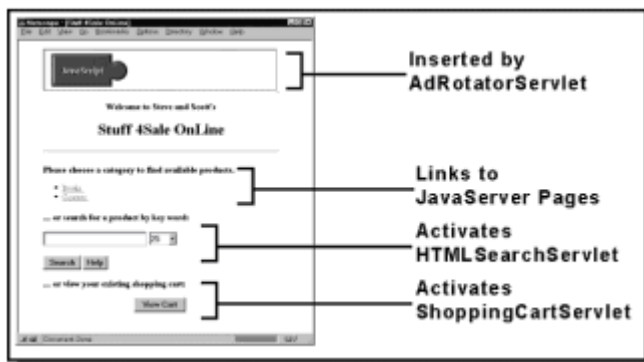 Netscape - [Stuff 4Sale OnLine]
File Edit View Go Bookmarks Options Directory Window Help
JavaScript
Inserted by
AdRotatorServlet
Welcome to Steve and Scott's
Stuff 4Sale OnLine
Please choose a category to find available products.
Links to
JavaServer Pages
... or search for a product by key word:
25
Activates
HTMLSearchServlet
Search Help
... or view your existing shopping cart:
View Cart
Activates
ShoppingCartServlet
Document: Done